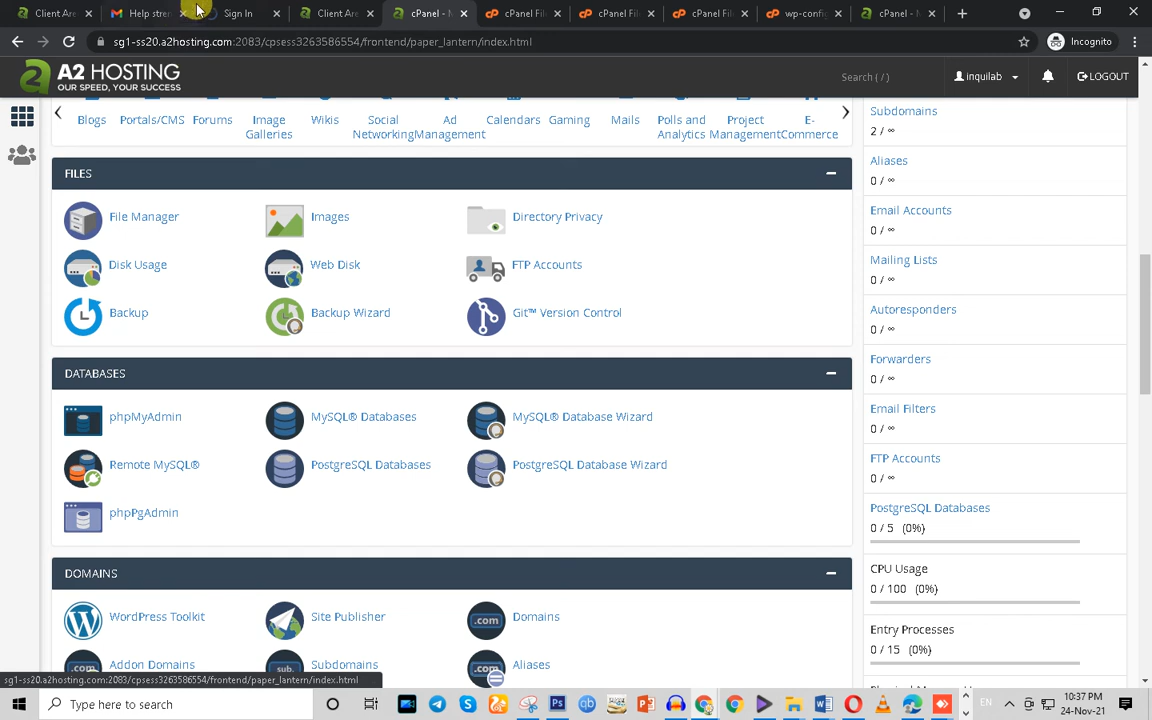 Client Are
Help stre
Sign In
Client Are
cPanel - N
cPanel File
cPanel File
cPanel File
wp-config
cPanel - N
sg1-ss20.a2hosting.com:2083/cpsess3263586554/frontend/paper_lantern/index.html
Incognito
A2 HOSTING
OUR SPEED, YOUR SUCCESS
Search ( / )
inquilab
LOGOUT
Blogs
Portals/CMS
Forums
Image Galleries
Wikis
Social Networking
Ad Management
Calendars
Gaming
Mails
Polls and Analytics
Project Management
E-Commerce
FILES
File Manager
Images
Directory Privacy
Disk Usage
Web Disk
FTP Accounts
Backup
Backup Wizard
Git™ Version Control
DATABASES
phpMyAdmin
MySQL® Databases
MySQL® Database Wizard
Remote MySQL®
PostgreSQL Databases
PostgreSQL Database Wizard
phpPgAdmin
DOMAINS
WordPress Toolkit
Site Publisher
Domains
Addon Domains
Subdomains
Aliases
Subdomains
2 / ∞
Aliases
0 / ∞
Email Accounts
0 / ∞
Mailing Lists
0 / ∞
Autoresponders
0 / ∞
Forwarders
0 / ∞
Email Filters
0 / ∞
FTP Accounts
0 / ∞
PostgreSQL Databases
0 / 5 (0%)
CPU Usage
0 / 100 (0%)
Entry Processes
0 / 15 (0%)
sg1-ss20.a2hosting.com:2083/cpsess3263586554/frontend/paper_lantern/index.html
Type here to search
EN
10:37 PM
24-Nov-21